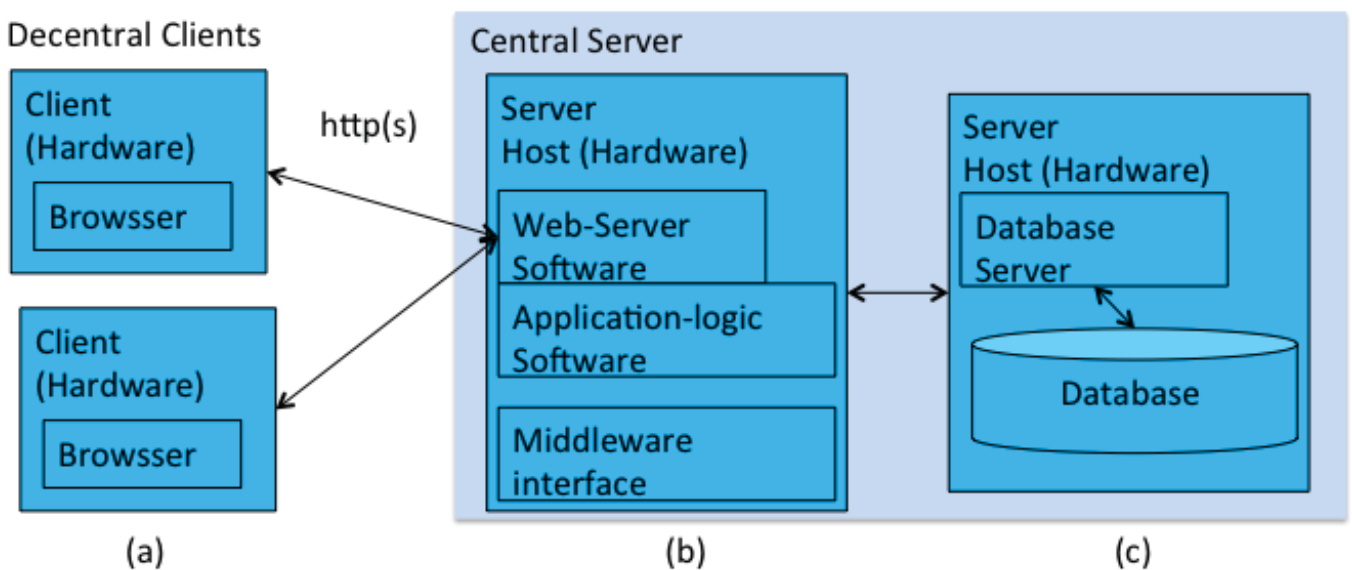 Decentral Clients
Client
(Hardware)
Browsser
Client
(Hardware)
Browsser
(a)
http(s)
Central Server
Server
Host (Hardware)
Web-Server
Software
Application-logic
Software
Middleware
interface
(b)
Server
Host (Hardware)
Database
Server
Database
(c)